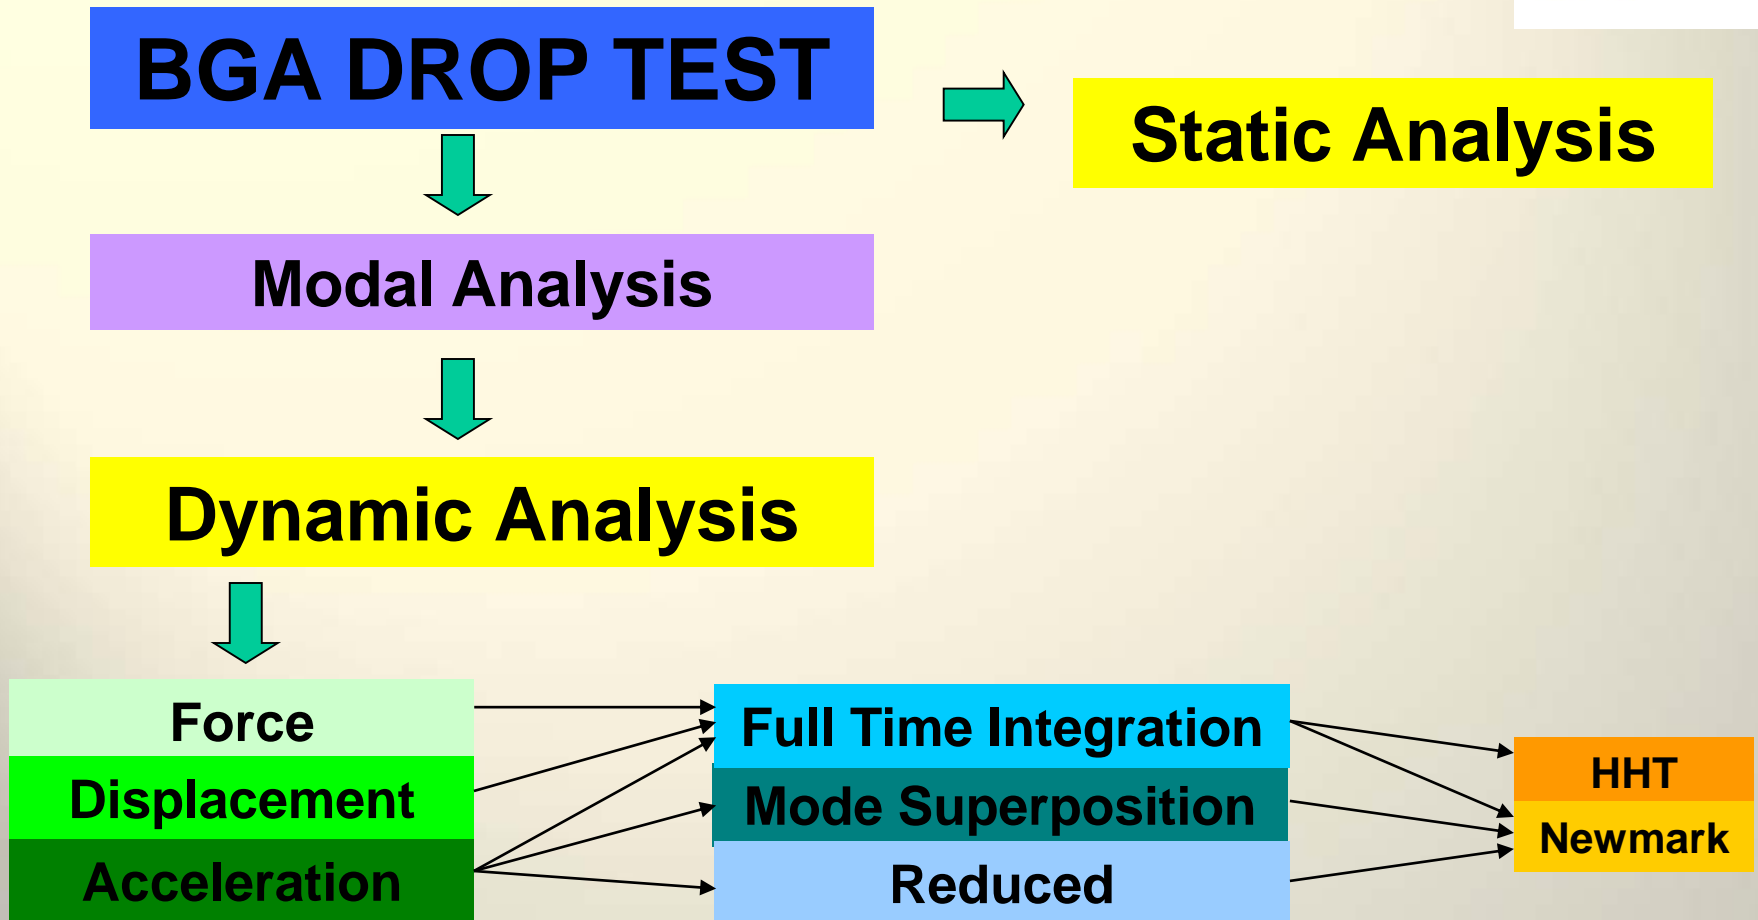 BGA DROP TEST
Static Analysis
Modal Analysis
Dynamic Analysis
Force
Displacement
Acceleration
Full Time Integration
Mode Superposition
Reduced
HHT
Newmark